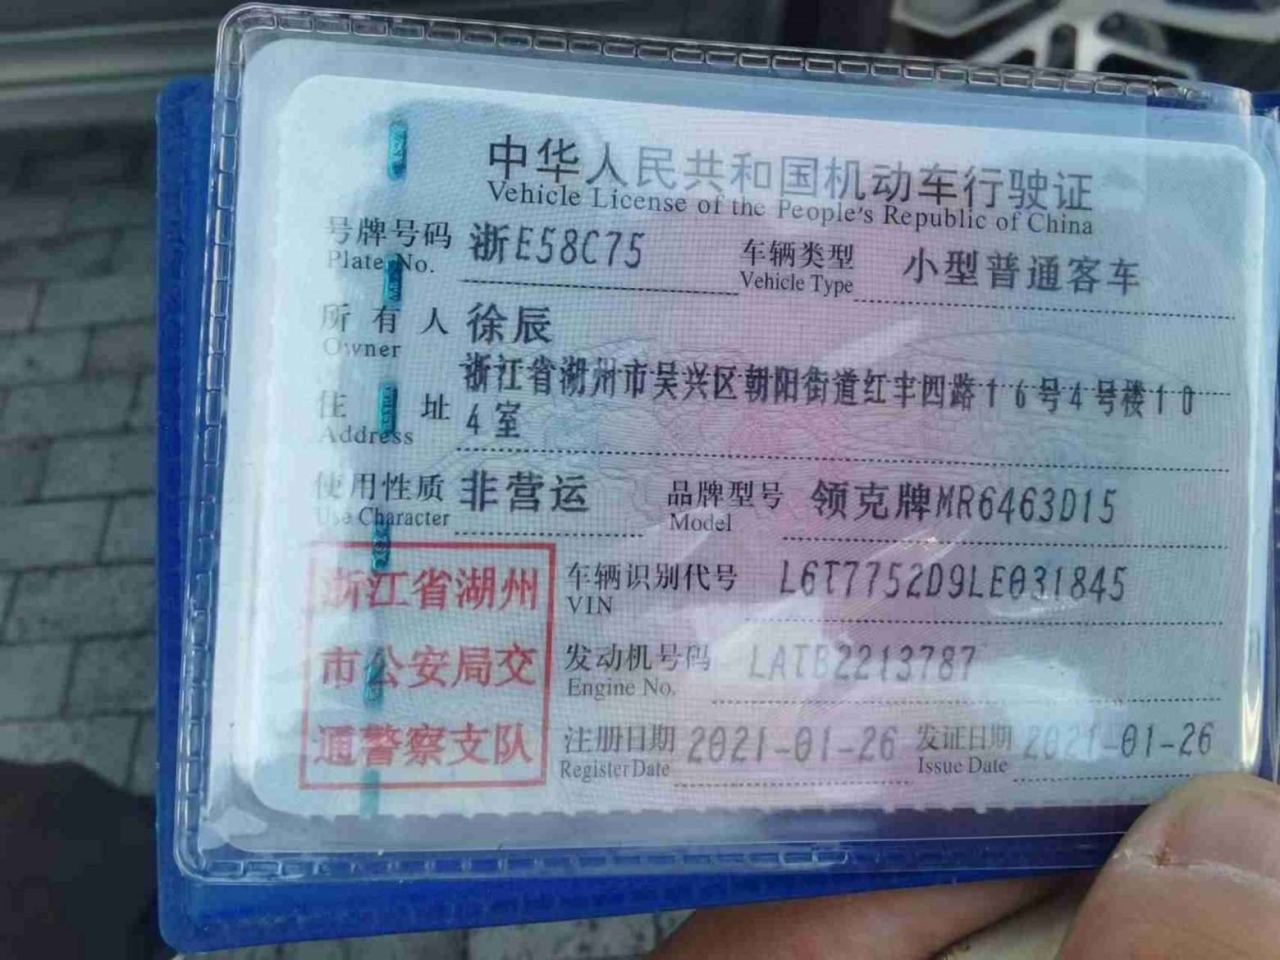 中华人民共和国机动车行驶证
Vehicle License of the People's Republic of China
号牌号码 浙E58C75 车辆类型 小型普通客车
Plate No. Vehicle Type
所有人 徐辰
Owner
浙江省湖州市吴兴区朝阳街道红丰四路16号4号楼10
住址 4室
Address
使用性质 非营运 品牌型号 领克牌MR6463D15
Use Character Model
浙江省湖州 车辆识别代号 L6T7752D9LE031845
VIN
市公安局交 发动机号码 LATB2213787
Engine No.
通警察支队 注册日期 2021-01-26 发证日期 2021-01-26
Register Date Issue Date